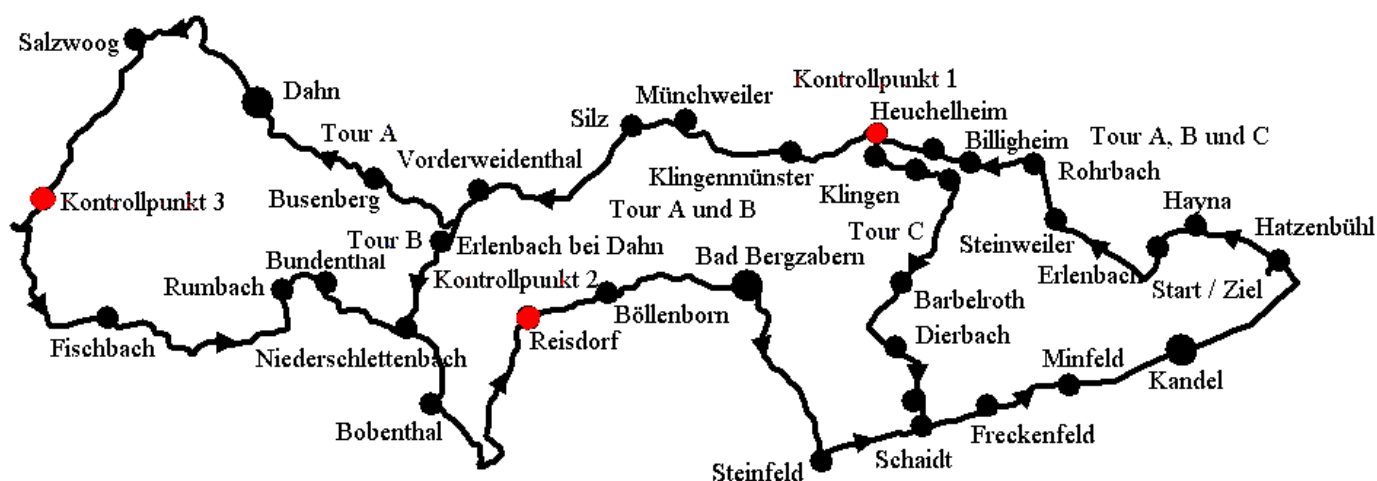 Salzwoog
Dahn
Tour A
Busenberg
Vorderweidenthal
Silz
Münchweiler
Klingenmünster
Kontrollpunkt 1
Heuchelheim
Billigheim
Tour A, B und C
Rohrbach
Klingen
Hayna
Hatzenbühl
Kontrollpunkt 3
Tour A und B
Tour C
Steinweiler
Erlenbach
Start / Ziel
Tour B
Erlenbach bei Dahn
Bad Bergzabern
Bundenthal
Kontrollpunkt 2
Rumbach
Barbelroth
Böllenborn
Reisdorf
Dierbach
Fischbach
Niederschlettenbach
Minfeld
Kandel
Bobenthal
Freckenfeld
Schaidt
Steinfeld